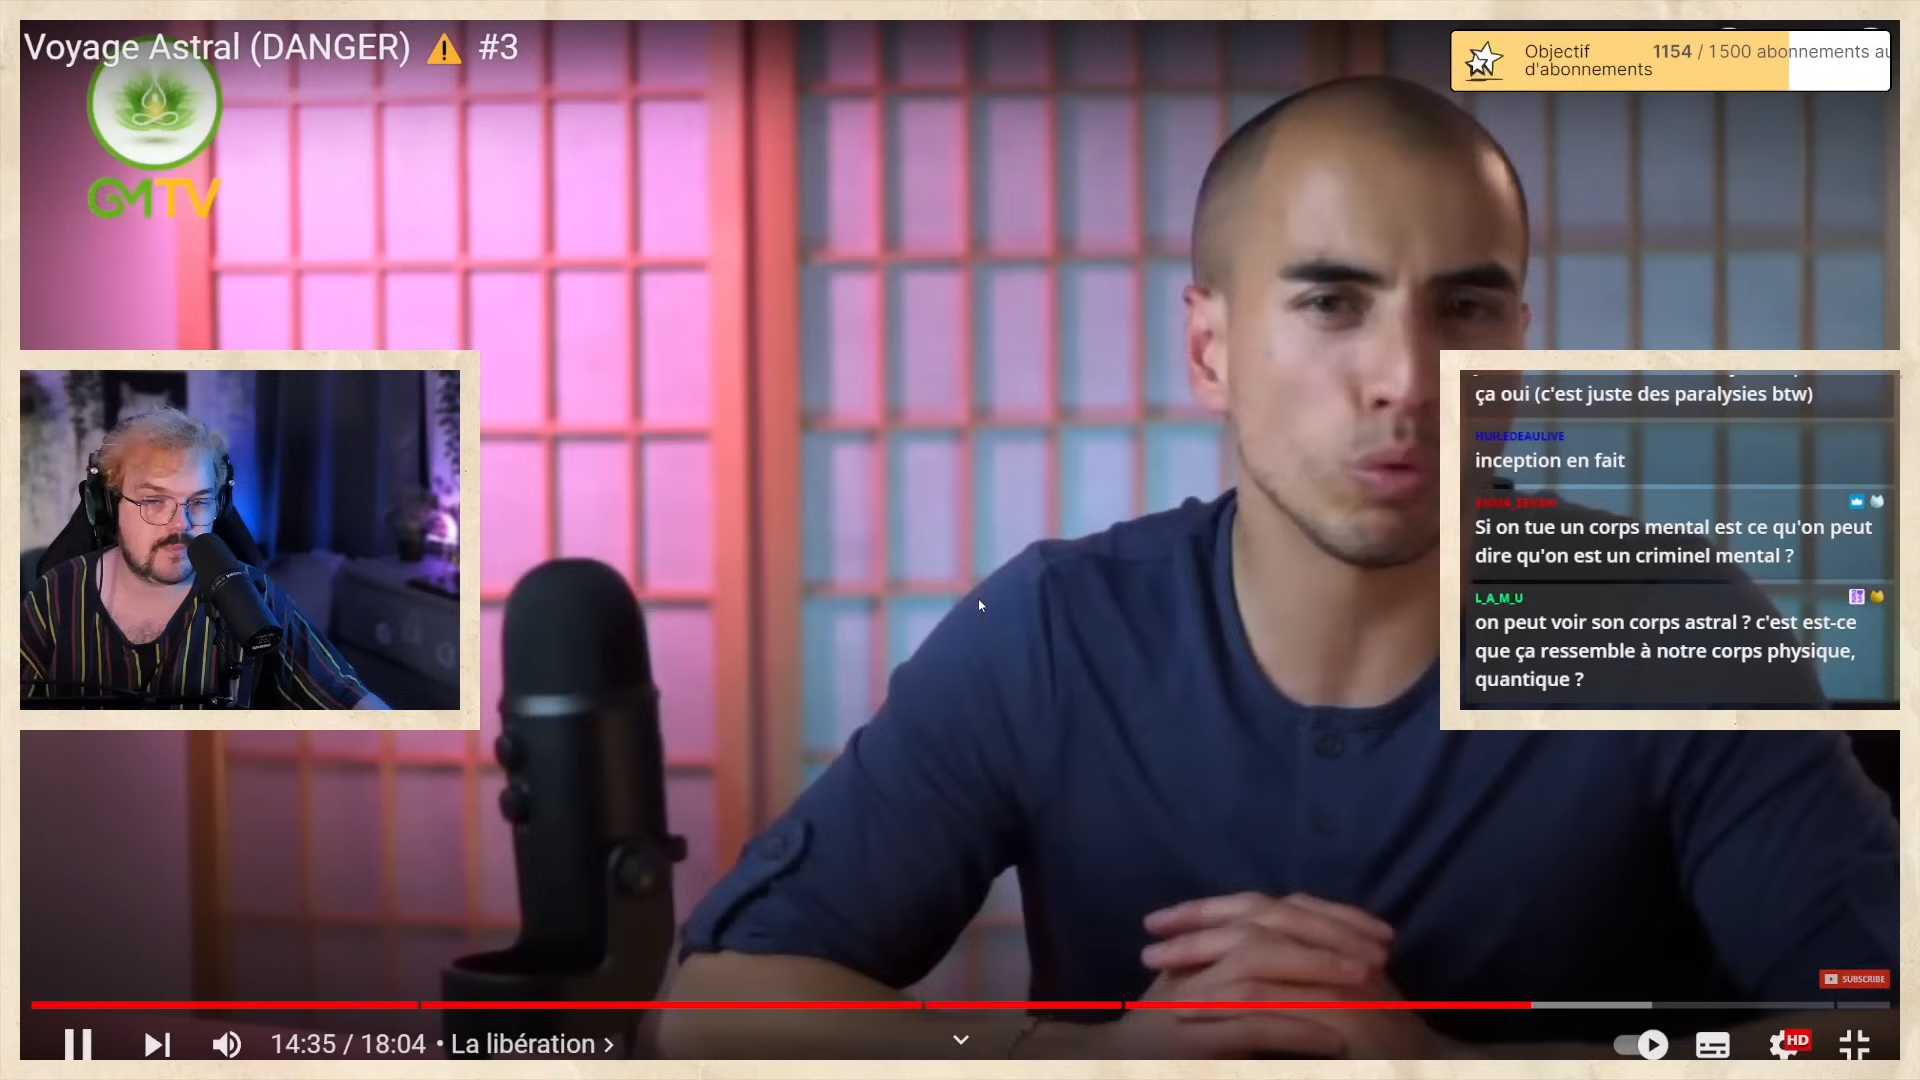 Voyage Astral (DANGER) ⚠ #3
GMTV
Objectif
d'abonnements
1154 / 1500 abonnements au
ça oui (c'est juste des paralysies btw)
HUILEDEAULIVE
inception en fait
Si on tue un corps mental est ce qu'on peut
dire qu'on est un criminel mental ?
L_A_M_U
on peut voir son corps astral ? c'est est-ce
que ça ressemble à notre corps physique,
quantique ?
SUBSCRIBE
14:35 / 18:04 • La libération
HD